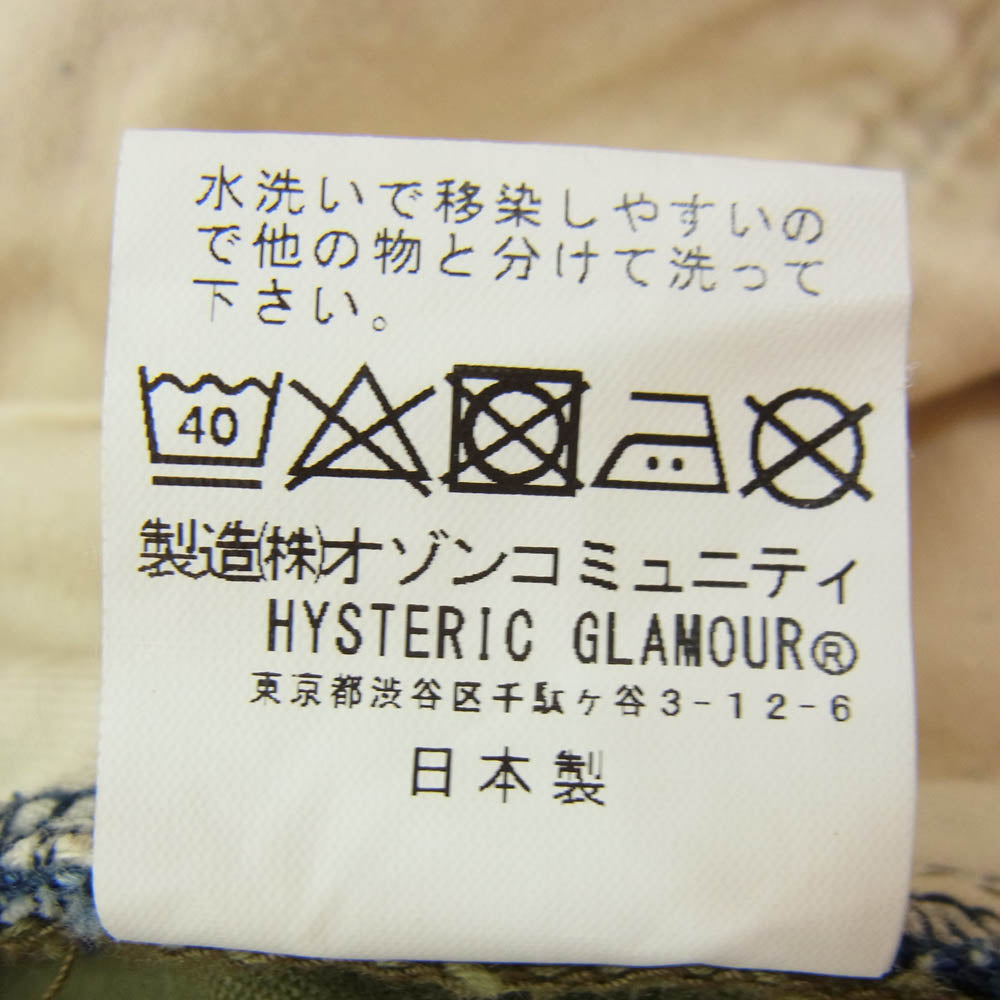 水洗いで移染しやすいの
で他の物と分けて洗って
下さい。
40
製造(株)オゾンコミュニティ
HYSTERIC GLAMOUR®
東京都渋谷区千駄ヶ谷3-12-6
日本製